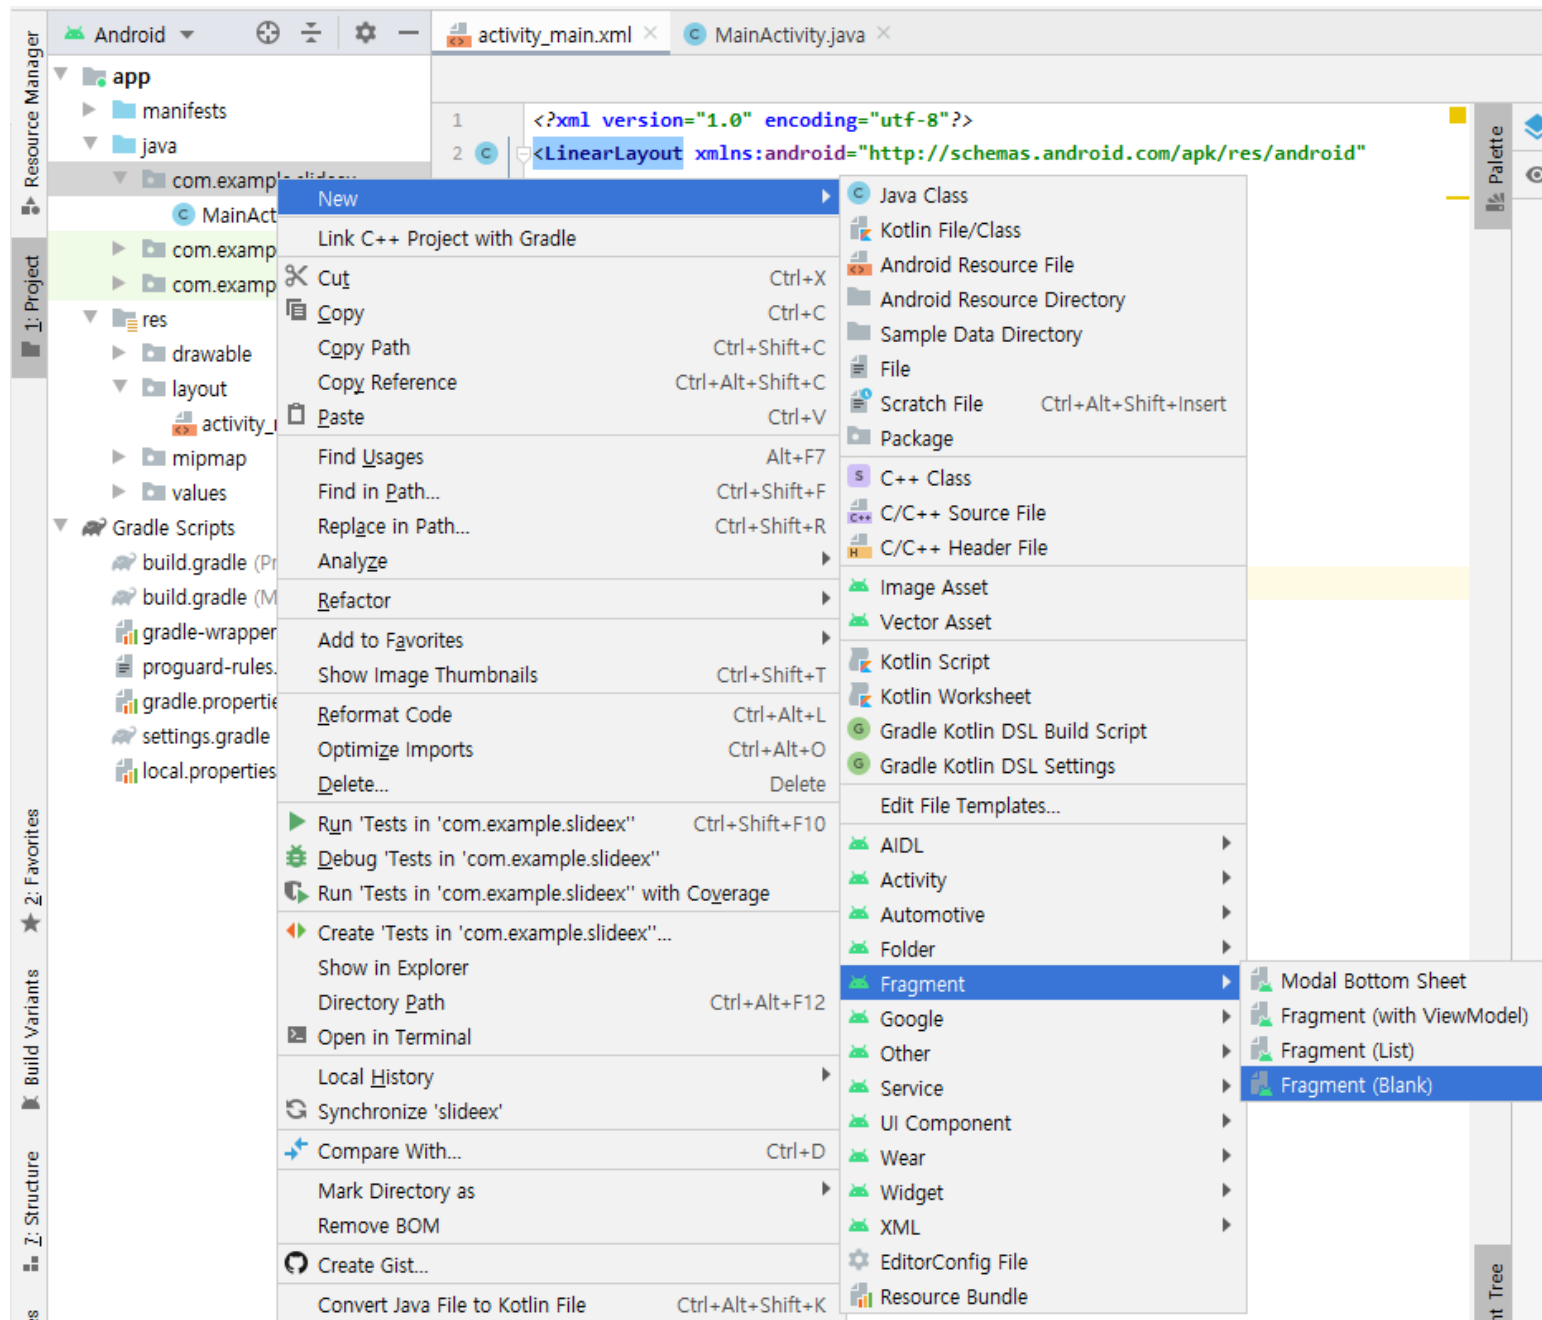 Android
activity_main.xml
MainActivity.java
Resource Manager
1: Project
2: Favorites
Build Variants
7: Structure
app
manifests
java
com.example.slideex
MainAct
com.examp
com.examp
res
drawable
layout
activity_
mipmap
values
Gradle Scripts
build.gradle (Pr
build.gradle (M
gradle-wrapper
proguard-rules.
gradle.properti
settings.gradle
local.properties
1 <?xml version="1.0" encoding="utf-8"?>
2 C <LinearLayout xmlns:android="http://schemas.android.com/apk/res/android"
Palette
New
Link C++ Project with Gradle
Cut Ctrl+X
Copy Ctrl+C
Copy Path Ctrl+Shift+C
Copy Reference Ctrl+Alt+Shift+C
Paste Ctrl+V
Find Usages Alt+F7
Find in Path... Ctrl+Shift+F
Replace in Path... Ctrl+Shift+R
Analyze
Refactor
Add to Favorites
Show Image Thumbnails Ctrl+Shift+T
Reformat Code Ctrl+Alt+L
Optimize Imports Ctrl+Alt+O
Delete... Delete
Run 'Tests in 'com.example.slideex'' Ctrl+Shift+F10
Debug 'Tests in 'com.example.slideex''
Run 'Tests in 'com.example.slideex'' with Coverage
Create 'Tests in 'com.example.slideex''...
Show in Explorer
Directory Path Ctrl+Alt+F12
Open in Terminal
Local History
Synchronize 'slideex'
Compare With... Ctrl+D
Mark Directory as
Remove BOM
Create Gist...
Convert Java File to Kotlin File Ctrl+Alt+Shift+K
Java Class
Kotlin File/Class
Android Resource File
Android Resource Directory
Sample Data Directory
File
Scratch File Ctrl+Alt+Shift+Insert
Package
C++ Class
C/C++ Source File
C/C++ Header File
Image Asset
Vector Asset
Kotlin Script
Kotlin Worksheet
Gradle Kotlin DSL Build Script
Gradle Kotlin DSL Settings
Edit File Templates...
AIDL
Activity
Automotive
Folder
Fragment
Google
Other
Service
UI Component
Wear
Widget
XML
EditorConfig File
Resource Bundle
Modal Bottom Sheet
Fragment (with ViewModel)
Fragment (List)
Fragment (Blank)
nt Tree